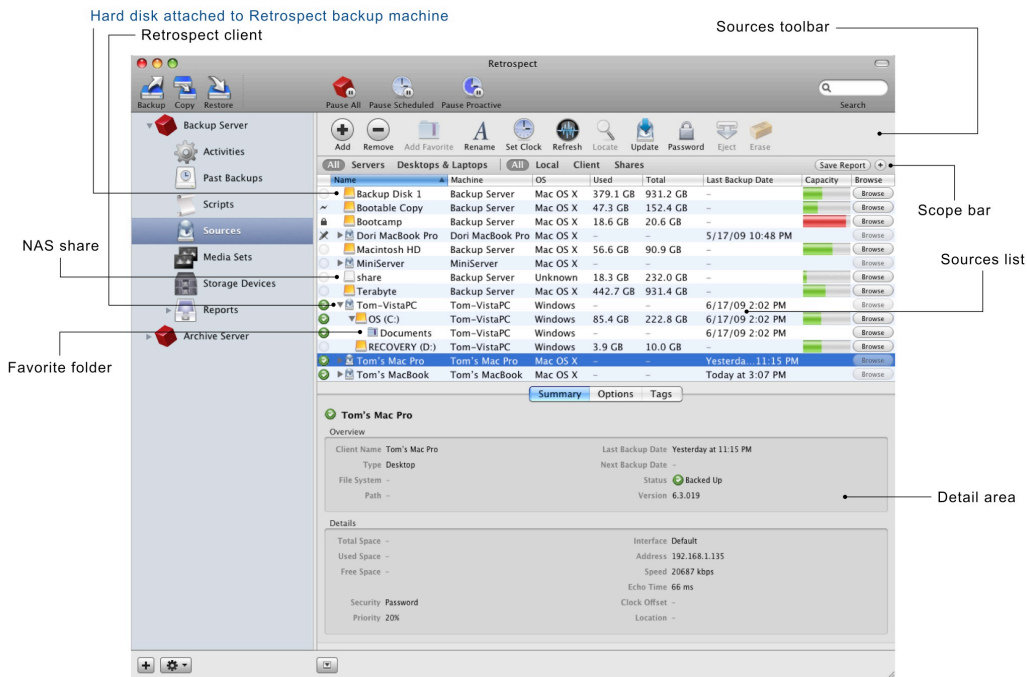 Hard disk attached to Retrospect backup machine
Retrospect client
Sources toolbar
Retrospect
Backup Copy Restore
Pause All Pause Scheduled Pause Proactive
Search
Backup Server
Activities
Past Backups
Scripts
Sources
Media Sets
Storage Devices
Reports
Archive Server
Add Remove Add Favorite Rename Set Clock Refresh Locate Update Password Eject Erase
All Servers Desktops & Laptops All Local Client Shares Save Report +
Name Machine OS Used Total Last Backup Date Capacity Browse
Backup Disk 1 Backup Server Mac OS X 379.1 GB 931.2 GB – Browse
Bootable Copy Backup Server Mac OS X 47.3 GB 152.4 GB – Browse
Bootcamp Backup Server Mac OS X 18.6 GB 20.6 GB – Browse
Dori MacBook Pro Dori MacBook Pro Mac OS X – – 5/17/09 10:48 PM Browse
Macintosh HD Backup Server Mac OS X 56.6 GB 90.9 GB – Browse
MiniServer MiniServer Mac OS X – – – Browse
share Backup Server Unknown 18.3 GB 232.0 GB – Browse
Terabyte Backup Server Mac OS X 442.7 GB 931.4 GB – Browse
Tom-VistaPC Tom-VistaPC Windows – – 6/17/09 2:02 PM Browse
OS (C:) Tom-VistaPC Windows 85.4 GB 222.8 GB 6/17/09 2:02 PM Browse
Documents Tom-VistaPC Windows – – 6/17/09 2:02 PM Browse
RECOVERY (D:) Tom-VistaPC Windows 3.9 GB 10.0 GB – Browse
Tom's Mac Pro Tom's Mac Pro Mac OS X – – Yesterda...11:15 PM Browse
Tom's MacBook Tom's MacBook Mac OS X – – Today at 3:07 PM Browse
Scope bar
NAS share
Sources list
Favorite folder
Summary Options Tags
Tom's Mac Pro
Overview
Client Name Tom's Mac Pro Last Backup Date Yesterday at 11:15 PM
Type Desktop Next Backup Date –
File System – Status Backed Up
Path – Version 6.3.019
Detail area
Details
Total Space – Interface Default
Used Space – Address 192.168.1.135
Free Space – Speed 20687 kbps
Echo Time 66 ms
Security Password Clock Offset –
Priority 20% Location –